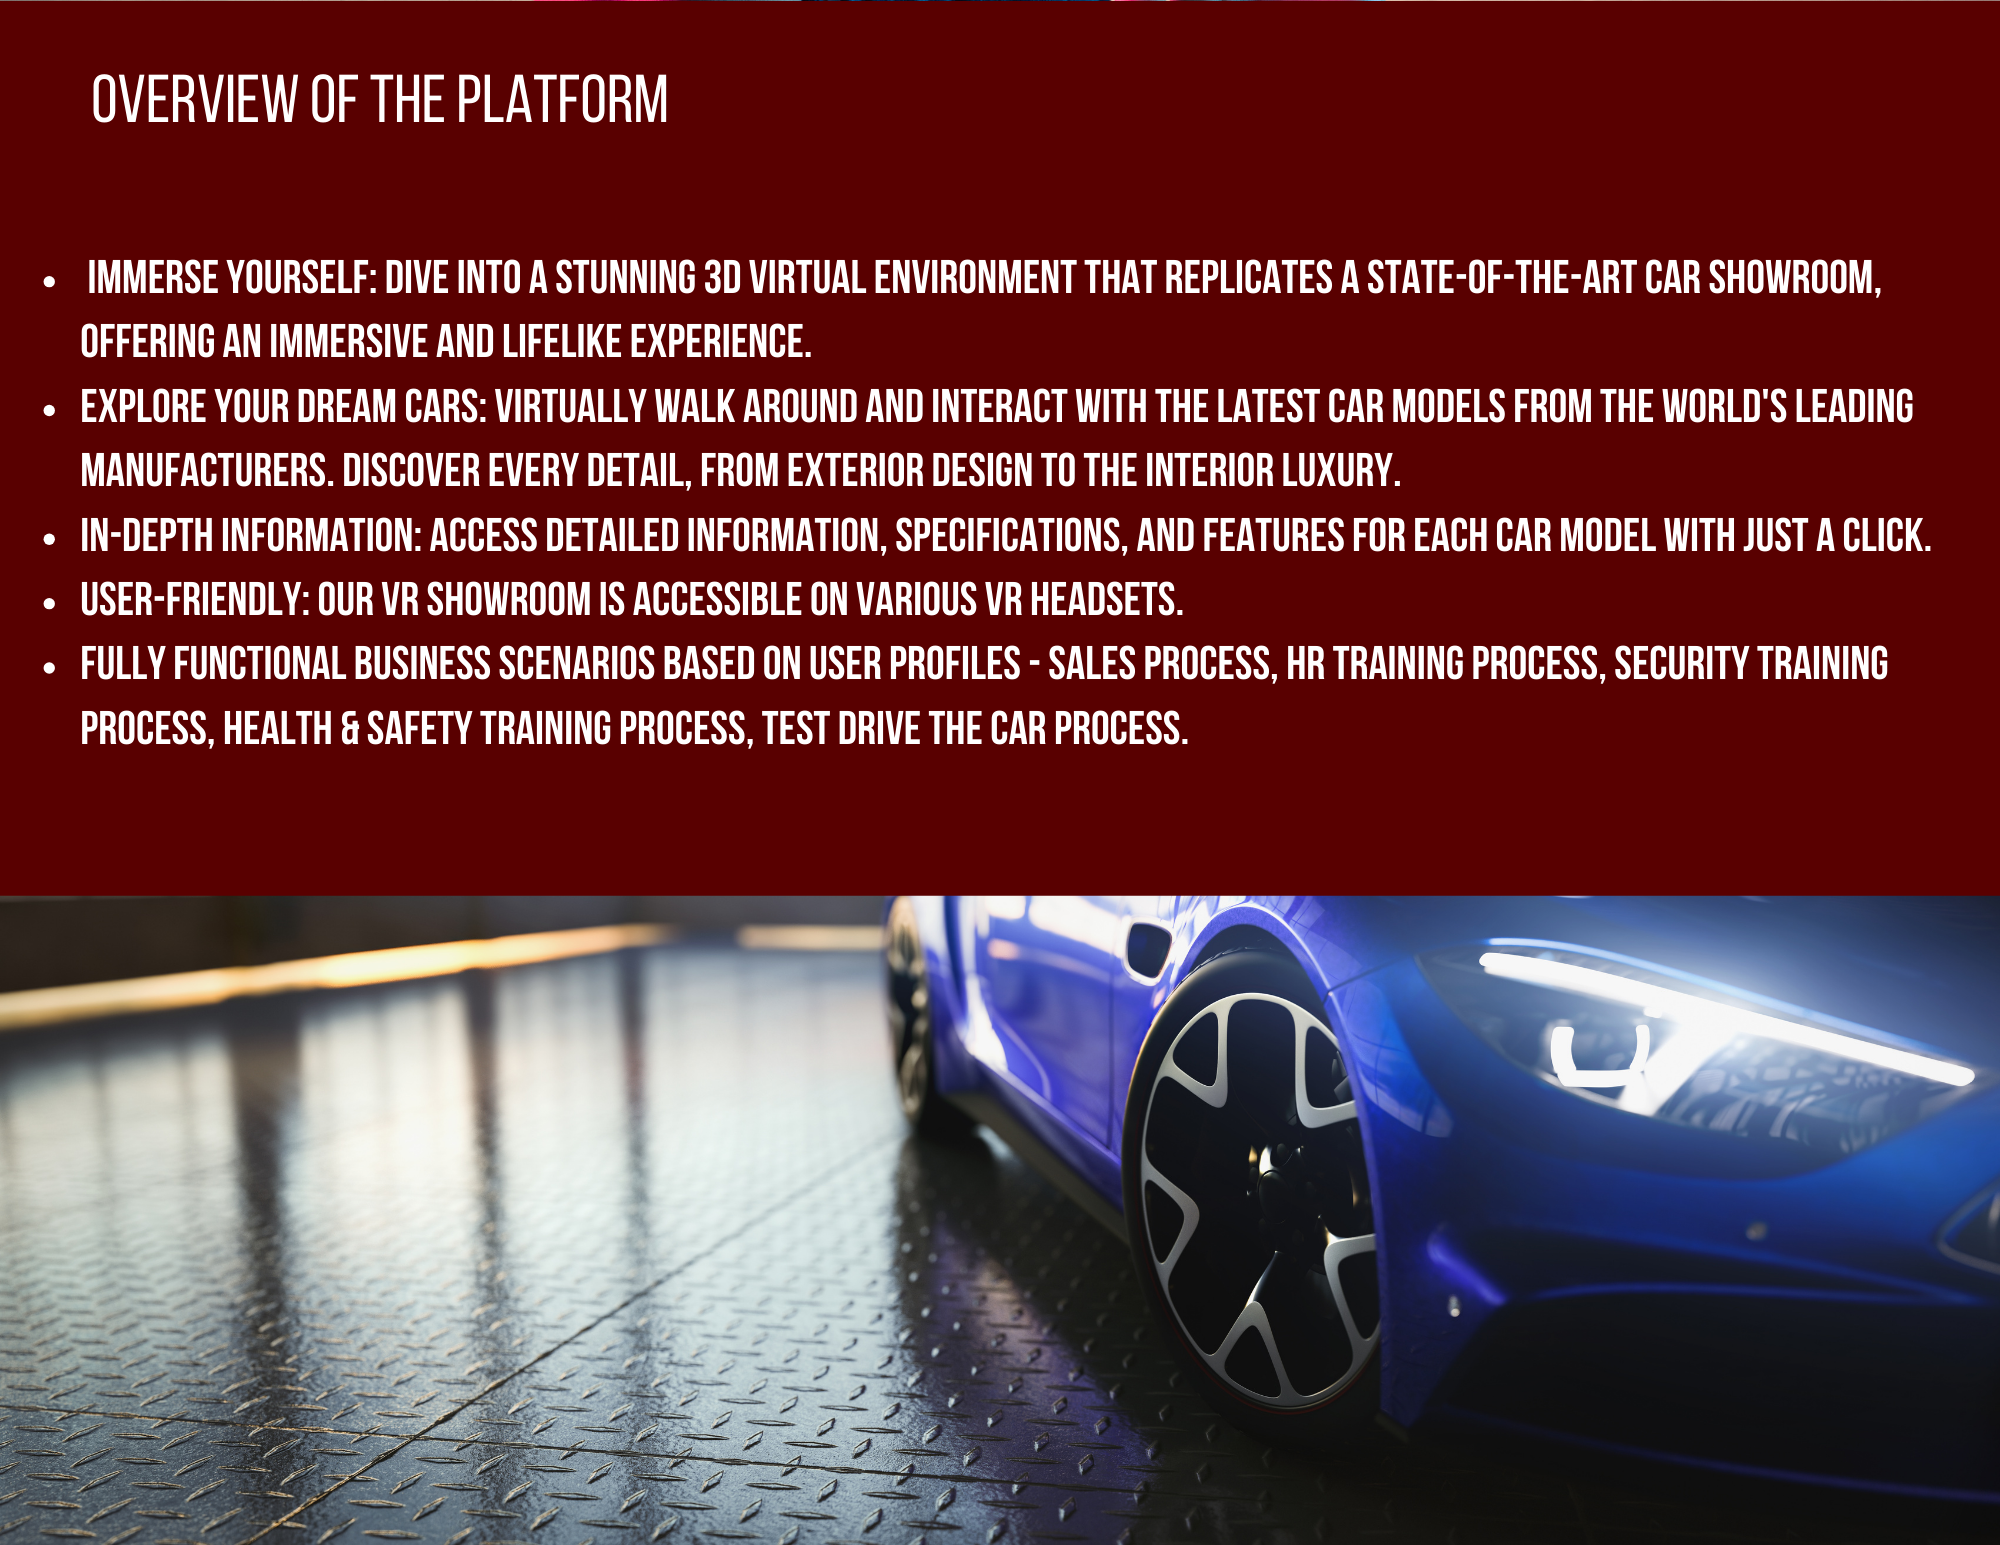 OVERVIEW OF THE PLATFORM
• IMMERSE YOURSELF: DIVE INTO A STUNNING 3D VIRTUAL ENVIRONMENT THAT REPLICATES A STATE-OF-THE-ART CAR SHOWROOM,
OFFERING AN IMMERSIVE AND LIFELIKE EXPERIENCE.
• EXPLORE YOUR DREAM CARS: VIRTUALLY WALK AROUND AND INTERACT WITH THE LATEST CAR MODELS FROM THE WORLD'S LEADING
MANUFACTURERS. DISCOVER EVERY DETAIL, FROM EXTERIOR DESIGN TO THE INTERIOR LUXURY.
• IN-DEPTH INFORMATION: ACCESS DETAILED INFORMATION, SPECIFICATIONS, AND FEATURES FOR EACH CAR MODEL WITH JUST A CLICK.
• USER-FRIENDLY: OUR VR SHOWROOM IS ACCESSIBLE ON VARIOUS VR HEADSETS.
• FULLY FUNCTIONAL BUSINESS SCENARIOS BASED ON USER PROFILES - SALES PROCESS, HR TRAINING PROCESS, SECURITY TRAINING
PROCESS, HEALTH & SAFETY TRAINING PROCESS, TEST DRIVE THE CAR PROCESS.